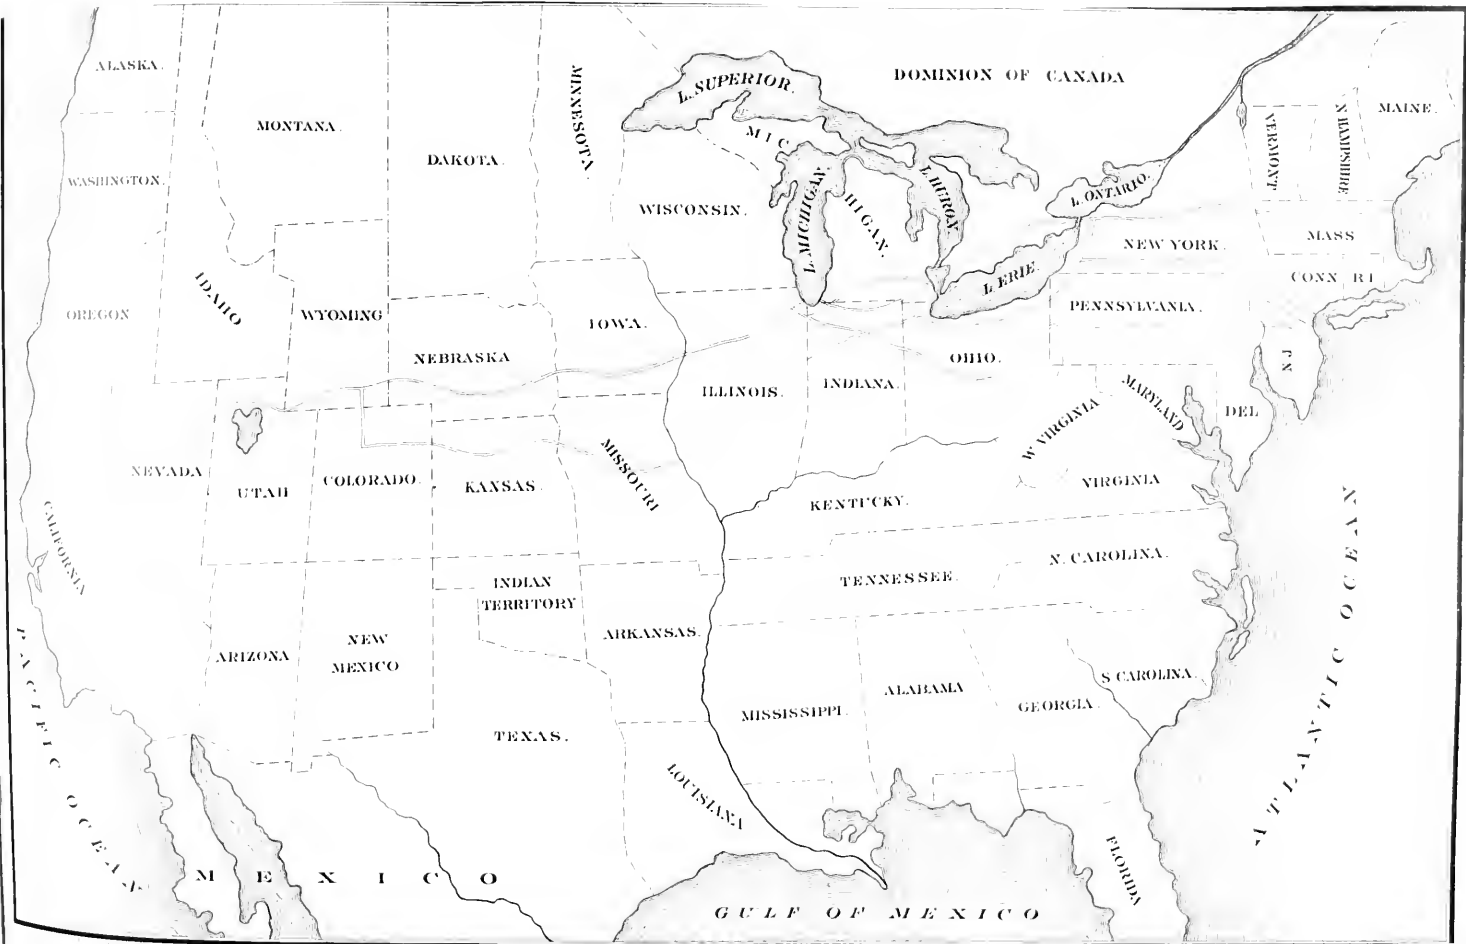 ALASKA.
MONTANA.
DAKOTA.
MINNESOTA.
L. SUPERIOR.
DOMINION OF CANADA
MAINE.
VERMONT
N HAMPSHIRE
WASHINGTON.
WISCONSIN.
MIC
HIGAN.
L. MICHIGAN.
L HURON.
L. ONTARIO.
NEW YORK.
MASS
CONN
R I
L. ERIE.
PENNSYLVANIA.
OREGON
IDAHO
WYOMING
NEBRASKA
IOWA.
ILLINOIS.
INDIANA.
OHIO.
N J
W VIRGINIA
MARYLAND
DEL
NEVADA
UTAH
COLORADO.
KANSAS.
MISSOURI
KENTUCKY.
VIRGINIA
CALIFORNIA
INDIAN
TERRITORY
TENNESSEE.
N. CAROLINA.
ARIZONA
NEW
MEXICO
ARKANSAS.
MISSISSIPPI.
ALABAMA
GEORGIA.
S CAROLINA.
TEXAS.
LOUISIANA
FLORIDA
PACIFIC OCEAN
ATLANTIC OCEAN
MEXICO
GULF OF MEXICO